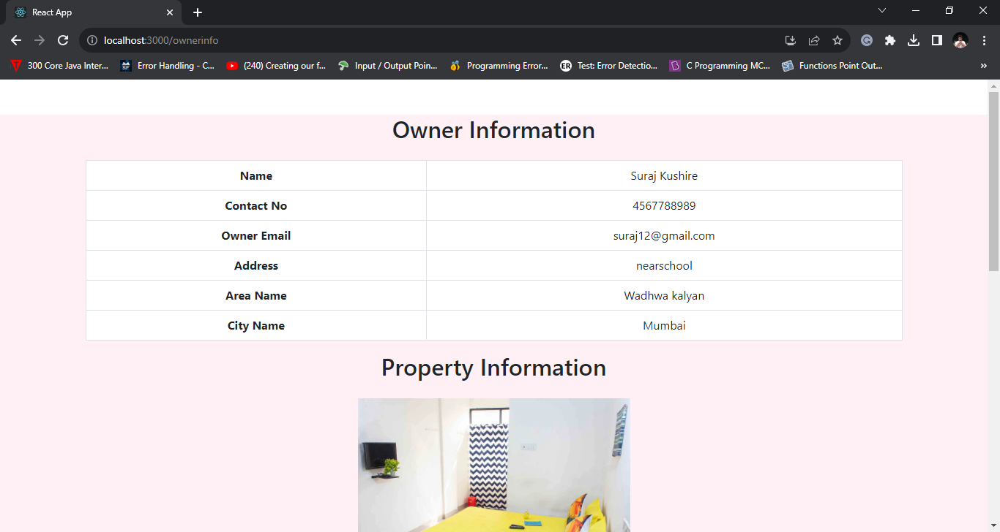 React App
localhost:3000/ownerinfo
300 Core Java Inter... Error Handling - C... (240) Creating our f... Input / Output Poin... Programming Error... ER Test: Error Detectio... C Programming MC... Functions Point Out... »
Owner Information
Name Suraj Kushire
Contact No 4567788989
Owner Email suraj12@gmail.com
Address nearschool
Area Name Wadhwa kalyan
City Name Mumbai
Property Information